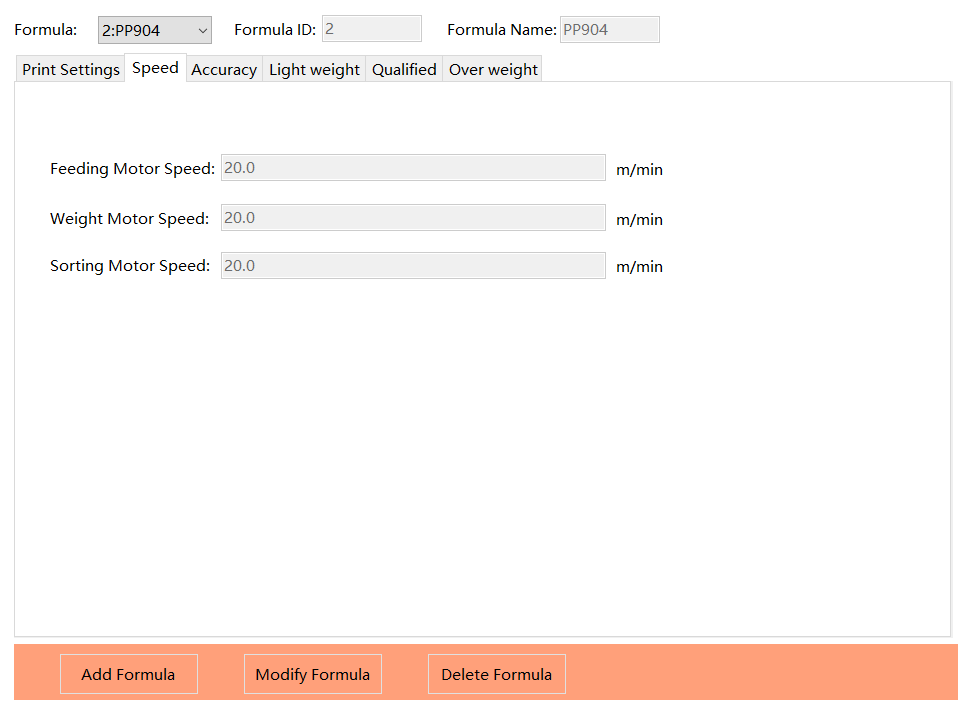 Formula: 2:PP904 Formula ID: 2 Formula Name: PP904
Print Settings Speed Accuracy Light weight Qualified Over weight
Feeding Motor Speed: 20.0 m/min
Weight Motor Speed: 20.0 m/min
Sorting Motor Speed: 20.0 m/min
Add Formula Modify Formula Delete Formula